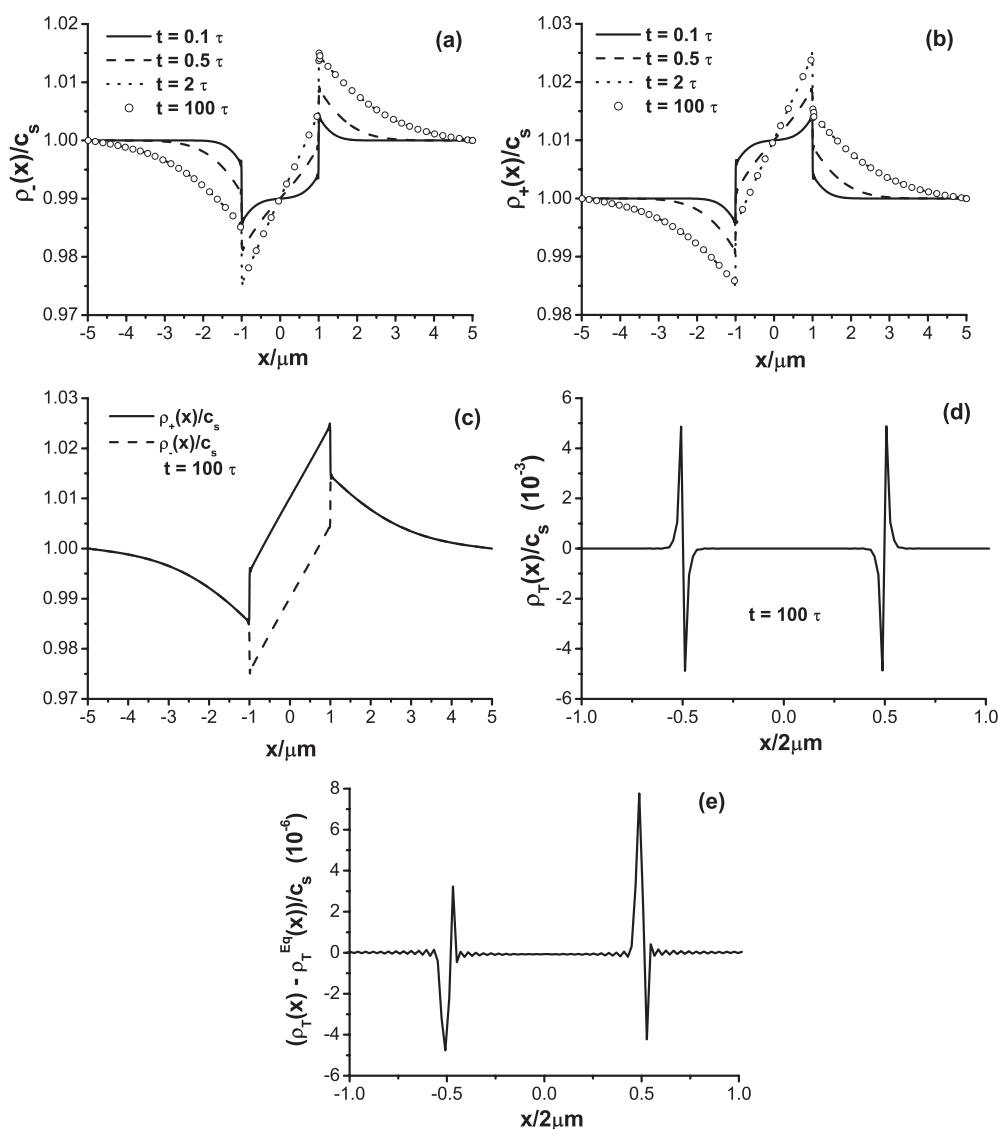 (a)
t = 0.1 τ
t = 0.5 τ
t = 2 τ
t = 100 τ
1.02
1.01
1.00
0.99
0.98
0.97
ρ-(x)/cs
-5 -4 -3 -2 -1 0 1 2 3 4 5
x/μm
(b)
t = 0.1 τ
t = 0.5 τ
t = 2 τ
t = 100 τ
1.03
1.02
1.01
1.00
0.99
0.98
ρ+(x)/cs
-5 -4 -3 -2 -1 0 1 2 3 4 5
x/μm
(c)
ρ+(x)/cs
ρ-(x)/cs
t = 100 τ
1.03
1.02
1.01
1.00
0.99
0.98
0.97
-5 -4 -3 -2 -1 0 1 2 3 4 5
x/μm
(d)
6
4
2
0
-2
-4
-6
ρT(x)/cs (10-3)
t = 100 τ
-1.0 -0.5 0.0 0.5 1.0
x/2μm
(e)
8
6
4
2
0
-2
-4
-6
(ρT(x) - ρTEq(x))/cs (10-6)
-1.0 -0.5 0.0 0.5 1.0
x/2μm